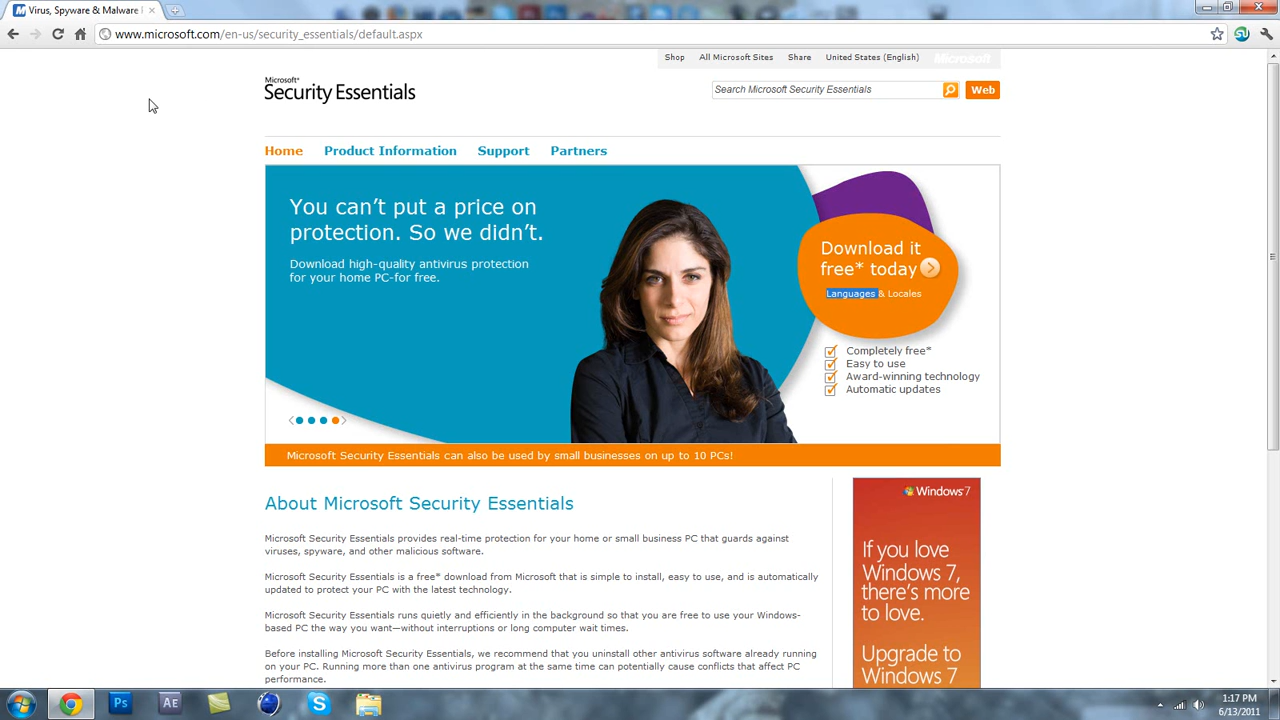 Virus, Spyware & Malware
www.microsoft.com/en-us/security_essentials/default.aspx
Shop
All Microsoft Sites
Share
United States (English)
Microsoft
Microsoft®
Security Essentials
Search Microsoft Security Essentials
Web
Home
Product Information
Support
Partners
You can’t put a price on
protection. So we didn’t.
Download high-quality antivirus protection
for your home PC-for free.
Download it
free* today
Languages & Locales
Completely free*
Easy to use
Award-winning technology
Automatic updates
Microsoft Security Essentials can also be used by small businesses on up to 10 PCs!
About Microsoft Security Essentials
Microsoft Security Essentials provides real-time protection for your home or small business PC that guards against
viruses, spyware, and other malicious software.
Microsoft Security Essentials is a free* download from Microsoft that is simple to install, easy to use, and is automatically
updated to protect your PC with the latest technology.
Microsoft Security Essentials runs quietly and efficiently in the background so that you are free to use your Windows-
based PC the way you want—without interruptions or long computer wait times.
Before installing Microsoft Security Essentials, we recommend that you uninstall other antivirus software already running
on your PC. Running more than one antivirus program at the same time can potentially cause conflicts that affect PC
performance.
Windows 7
If you love
Windows 7,
there’s more
to love.
Upgrade to
Windows 7
Ps
Ae
S
1:17 PM
6/13/2011